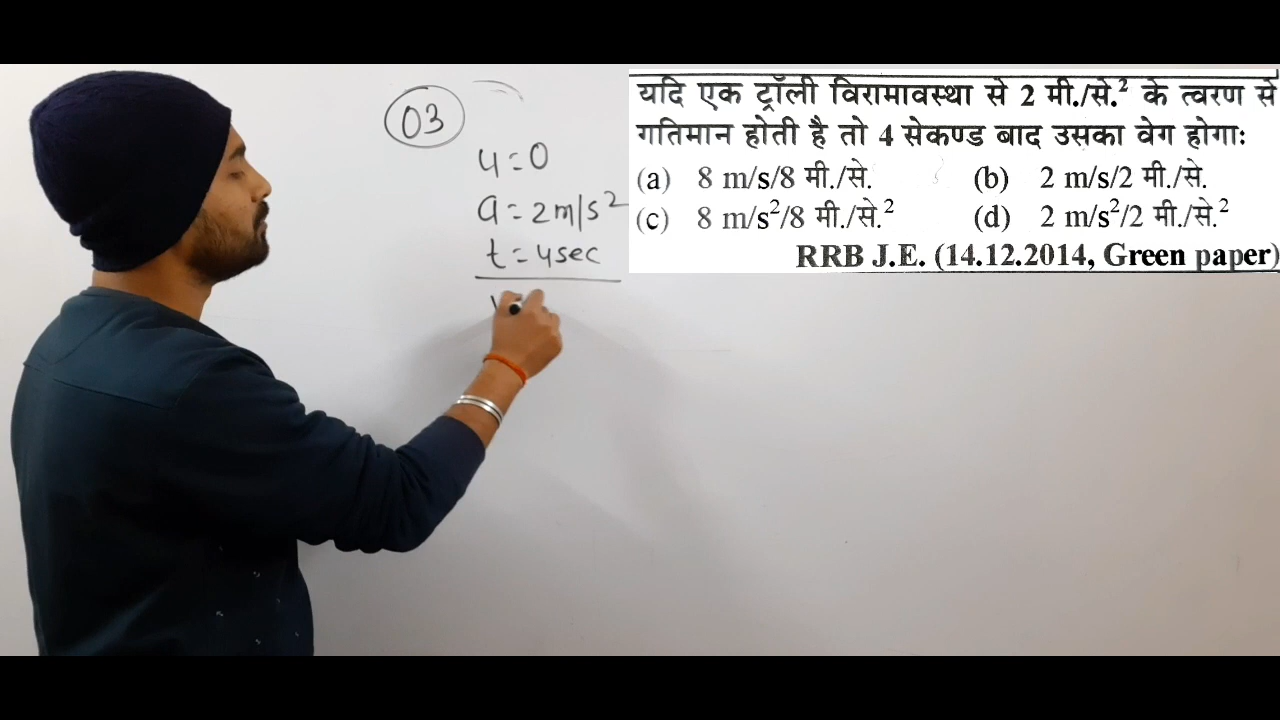 03
u=0
a=2m/s²
t=4sec
यदि एक ट्रॉली विरामावस्था से 2 मी./से.² के त्वरण से
गतिमान होती है तो 4 सेकण्ड बाद उसका वेग होगाः
(a) 8 m/s/8 मी./से. (b) 2 m/s/2 मी./से.
(c) 8 m/s²/8 मी./से.² (d) 2 m/s²/2 मी./से.²
RRB J.E. (14.12.2014, Green paper)